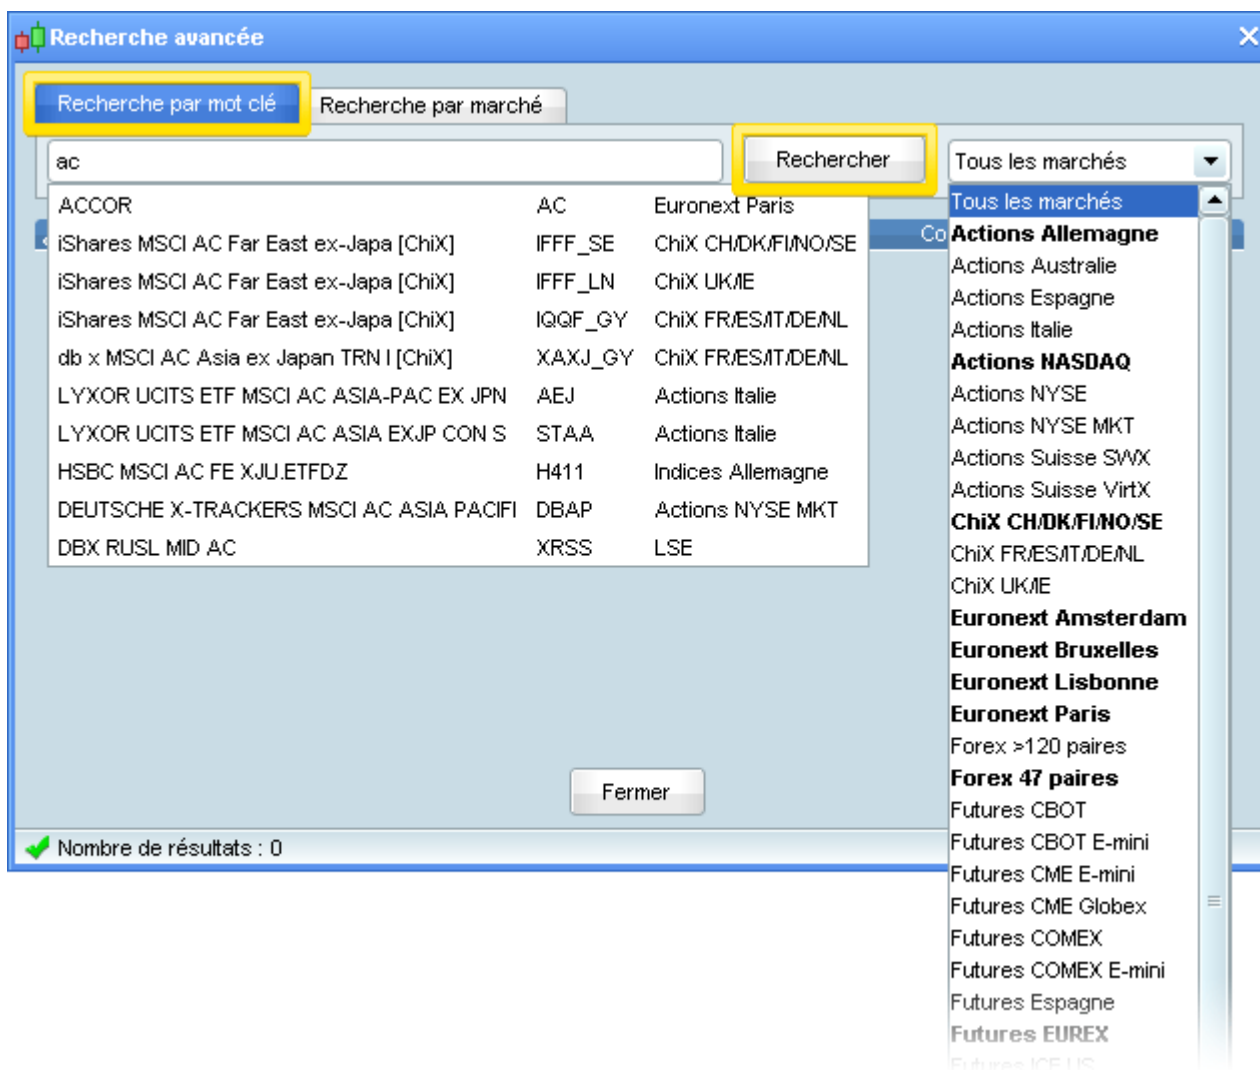 Recherche avancée
Recherche par mot clé Recherche par marché
ac Rechercher Tous les marchés
ACCOR AC Euronext Paris
iShares MSCI AC Far East ex-Japa [ChiX] IFFF_SE ChiX CH/DK/FI/NO/SE
iShares MSCI AC Far East ex-Japa [ChiX] IFFF_LN ChiX UK/IE
iShares MSCI AC Far East ex-Japa [ChiX] IQQF_GY ChiX FR/ES/IT/DE/NL
db x MSCI AC Asia ex Japan TRN I [ChiX] XAXJ_GY ChiX FR/ES/IT/DE/NL
LYXOR UCITS ETF MSCI AC ASIA-PAC EX JPN AEJ Actions Italie
LYXOR UCITS ETF MSCI AC ASIA EXJP CON S STAA Actions Italie
HSBC MSCI AC FE XJU.ETFDZ H411 Indices Allemagne
DEUTSCHE X-TRACKERS MSCI AC ASIA PACIFI DBAP Actions NYSE MKT
DBX RUSL MID AC XRSS LSE
Co
Tous les marchés
Actions Allemagne
Actions Australie
Actions Espagne
Actions Italie
Actions NASDAQ
Actions NYSE
Actions NYSE MKT
Actions Suisse SWX
Actions Suisse VirtX
ChiX CH/DK/FI/NO/SE
ChiX FR/ES/IT/DE/NL
ChiX UK/IE
Euronext Amsterdam
Euronext Bruxelles
Euronext Lisbonne
Euronext Paris
Forex >120 paires
Forex 47 paires
Futures CBOT
Futures CBOT E-mini
Futures CME E-mini
Futures CME Globex
Futures COMEX
Futures COMEX E-mini
Futures Espagne
Futures EUREX
Futures ICE US
Fermer
Nombre de résultats : 0